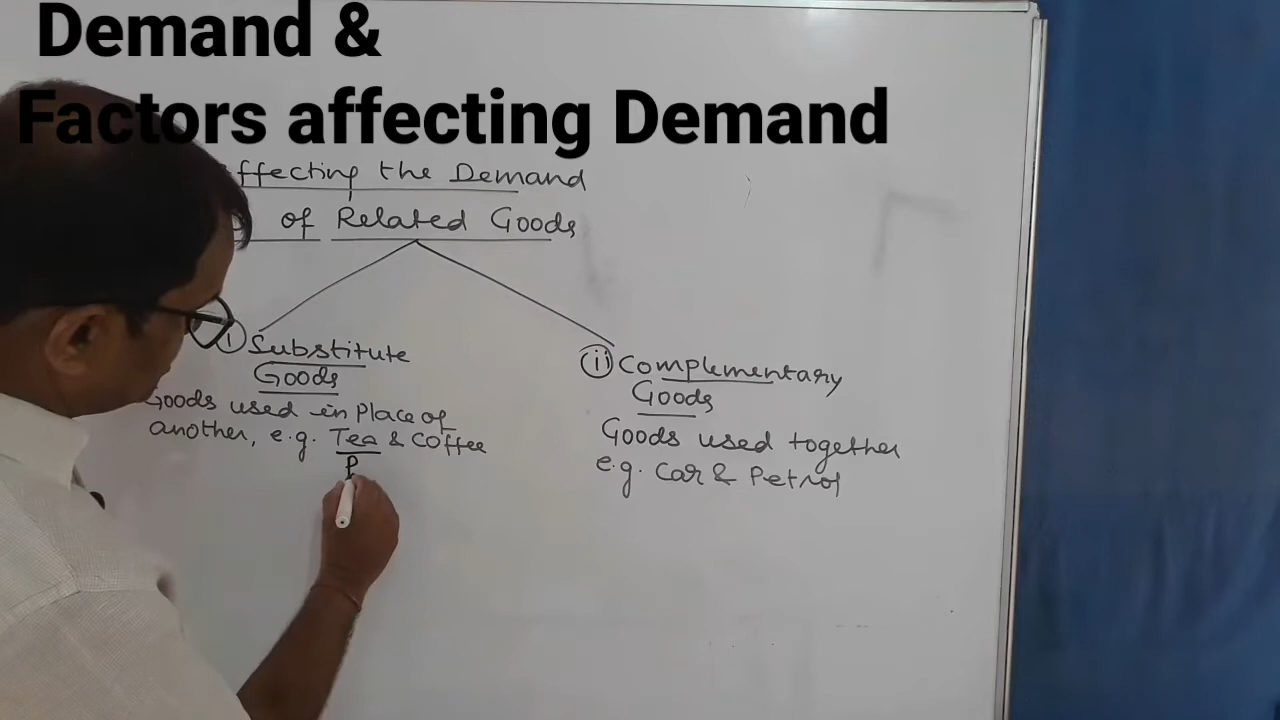 Demand &
Factors affecting Demand
ffecting the Demand
of Related Goods
(i) Substitute
Goods
Goods used in Place of
another, e.g. Tea & Coffee
P
(ii) Complementary
Goods
Goods used together
e.g. Car & Petrol